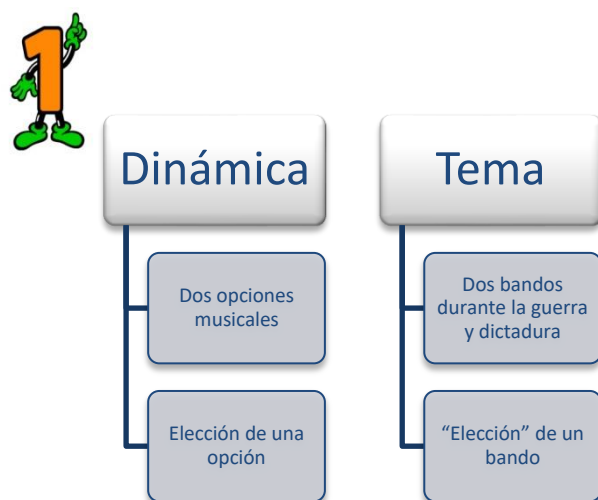 1
Dinámica
Dos opciones
musicales
Elección de una
opción
Tema
Dos bandos
durante la guerra
y dictadura
“Elección” de un
bando